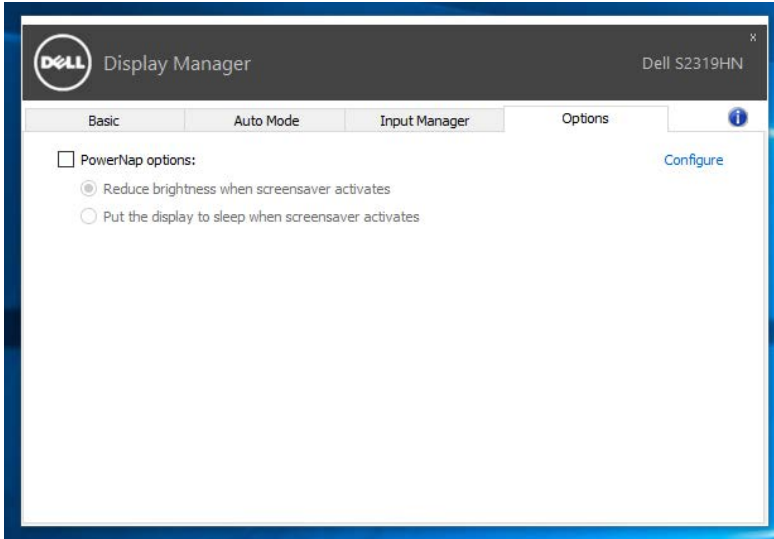 x
DELL Display Manager Dell S2319HN
Basic Auto Mode Input Manager Options i
PowerNap options: Configure
Reduce brightness when screensaver activates
Put the display to sleep when screensaver activates